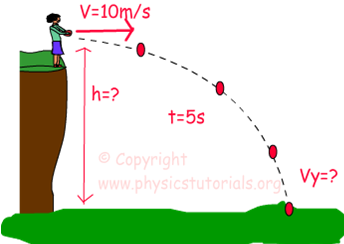 V=10m/s
h=?
t=5s
© Copyright
www.physicstutorials.org
Vy=?